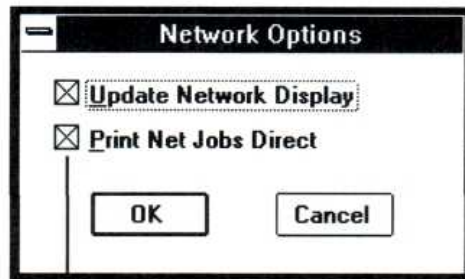 Network Options
Update Network Display
Print Net Jobs Direct
OK
Cancel